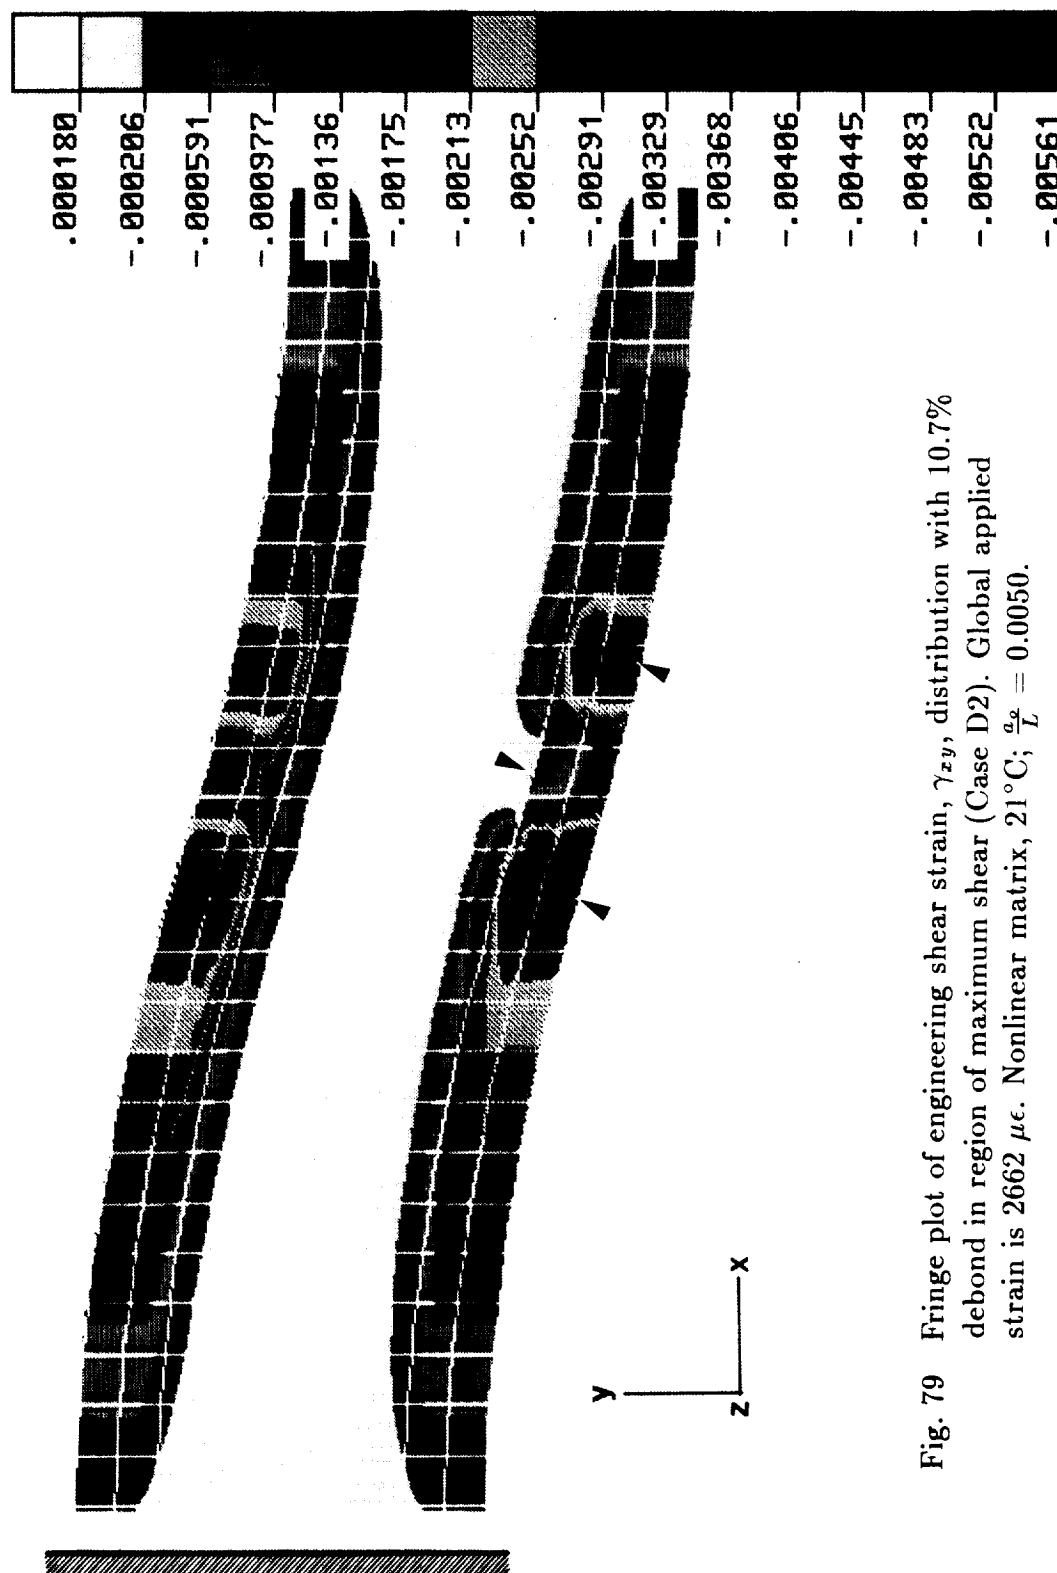 .000180
-.000206
-.000591
-.000977
-.00136
-.00175
-.00213
-.00252
-.00291
-.00329
-.00368
-.00406
-.00445
-.00483
-.00522
-.00561
y
z
x
Fig. 79 Fringe plot of engineering shear strain, γxy, distribution with 10.7%
debond in region of maximum shear (Case D2). Global applied
strain is 2662 με. Nonlinear matrix, 21°C; a₀/L = 0.0050.